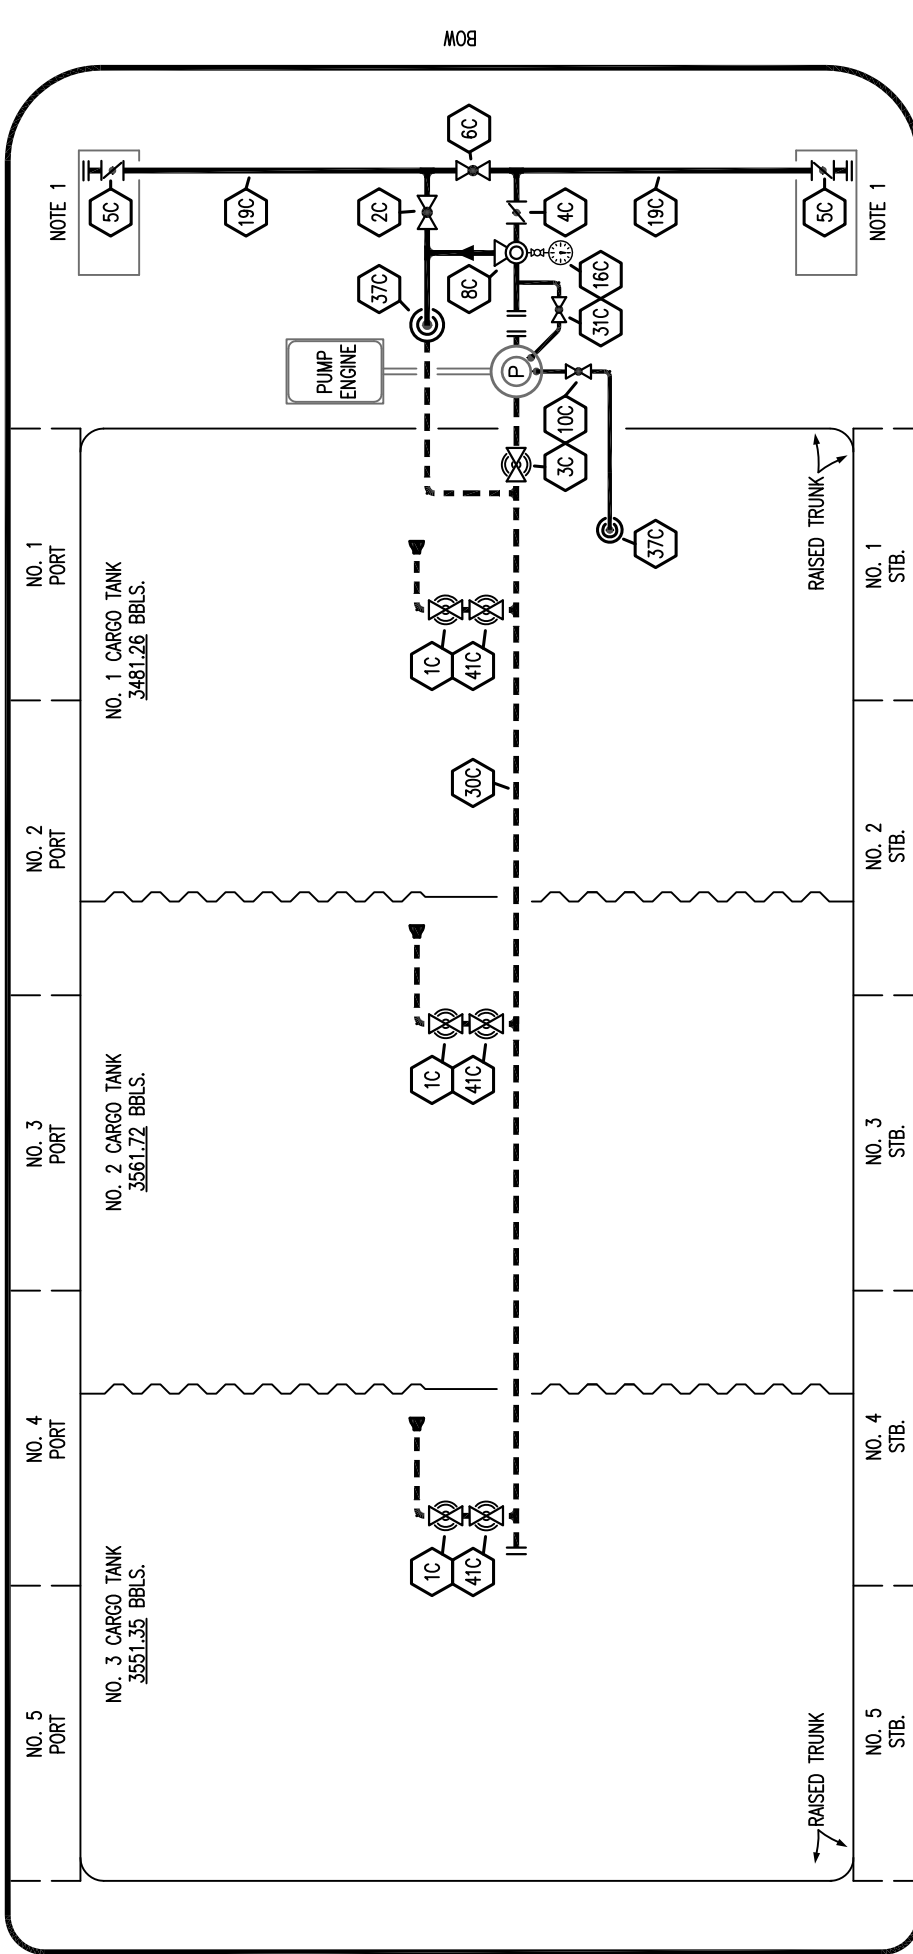 BOW
NOTE 1
5C
19C
6C
2C
4C
19C
5C
NOTE 1
37C
8C
16C
31C
PUMP
ENGINE
P
10C
3C
37C
RAISED TRUNK
NO. 1
PORT
NO. 1 CARGO TANK
3481.26 BBLS.
1C
41C
NO. 1
STB.
30C
NO. 2
PORT
NO. 2
STB.
NO. 3
PORT
NO. 2 CARGO TANK
3561.72 BBLS.
1C
41C
NO. 3
STB.
NO. 4
PORT
NO. 4
STB.
NO. 3 CARGO TANK
3551.35 BBLS.
1C
41C
NO. 5
PORT
RAISED TRUNK
NO. 5
STB.